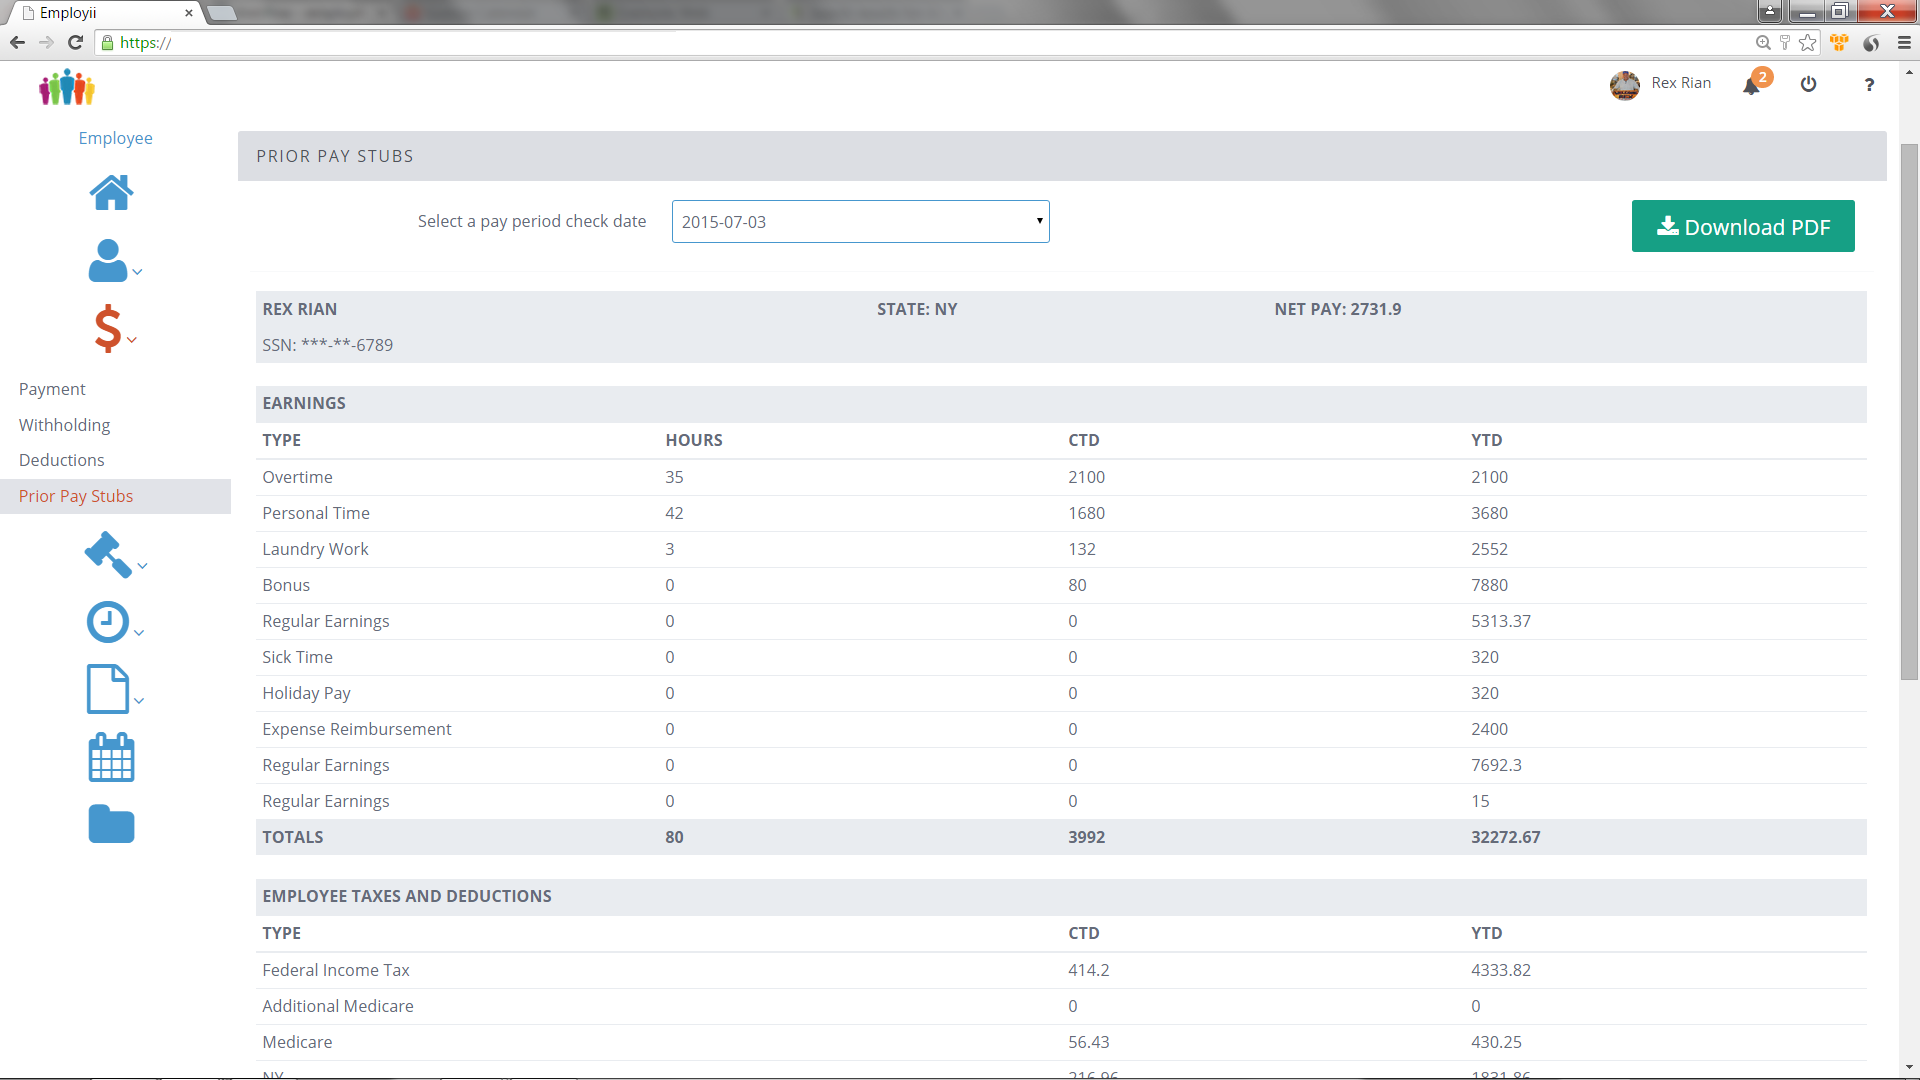 Employii
https://
Rex Rian
2
?
Employee
PRIOR PAY STUBS
Select a pay period check date
2015-07-03
Download PDF
REX RIAN STATE: NY NET PAY: 2731.9
SSN: ***-**-6789
Payment
Withholding
Deductions
Prior Pay Stubs
EARNINGS
TYPE HOURS CTD YTD
Overtime 35 2100 2100
Personal Time 42 1680 3680
Laundry Work 3 132 2552
Bonus 0 80 7880
Regular Earnings 0 0 5313.37
Sick Time 0 0 320
Holiday Pay 0 0 320
Expense Reimbursement 0 0 2400
Regular Earnings 0 0 7692.3
Regular Earnings 0 0 15
TOTALS 80 3992 32272.67
EMPLOYEE TAXES AND DEDUCTIONS
TYPE CTD YTD
Federal Income Tax 414.2 4333.82
Additional Medicare 0 0
Medicare 56.43 430.25
NY 216.96 1831.86